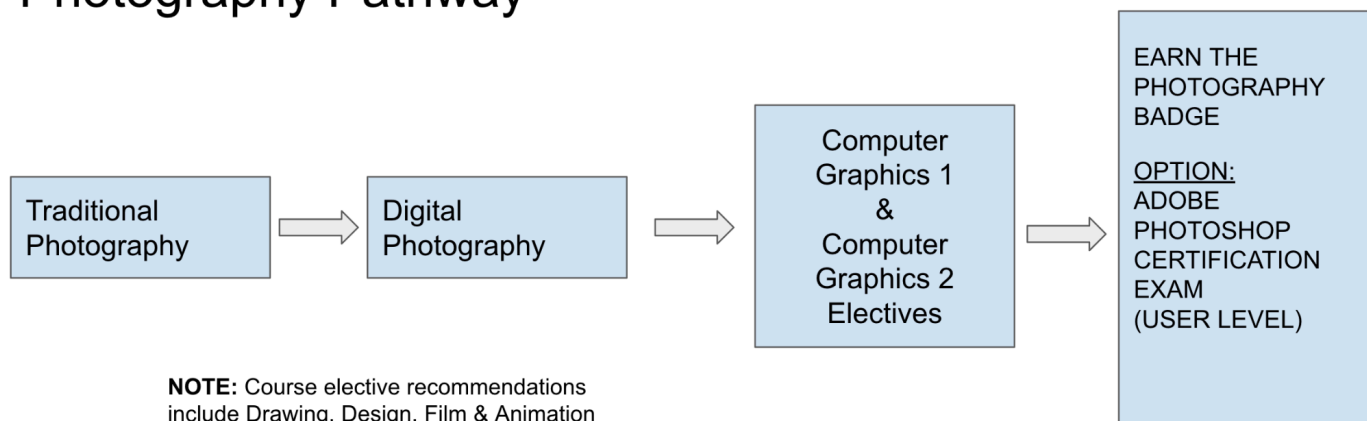 Photography Pathway
Traditional
Photography
Digital
Photography
Computer
Graphics 1
&
Computer
Graphics 2
Electives
EARN THE
PHOTOGRAPHY
BADGE
OPTION:
ADOBE
PHOTOSHOP
CERTIFICATION
EXAM
(USER LEVEL)
NOTE: Course elective recommendations
include Drawing, Design, Film & Animation